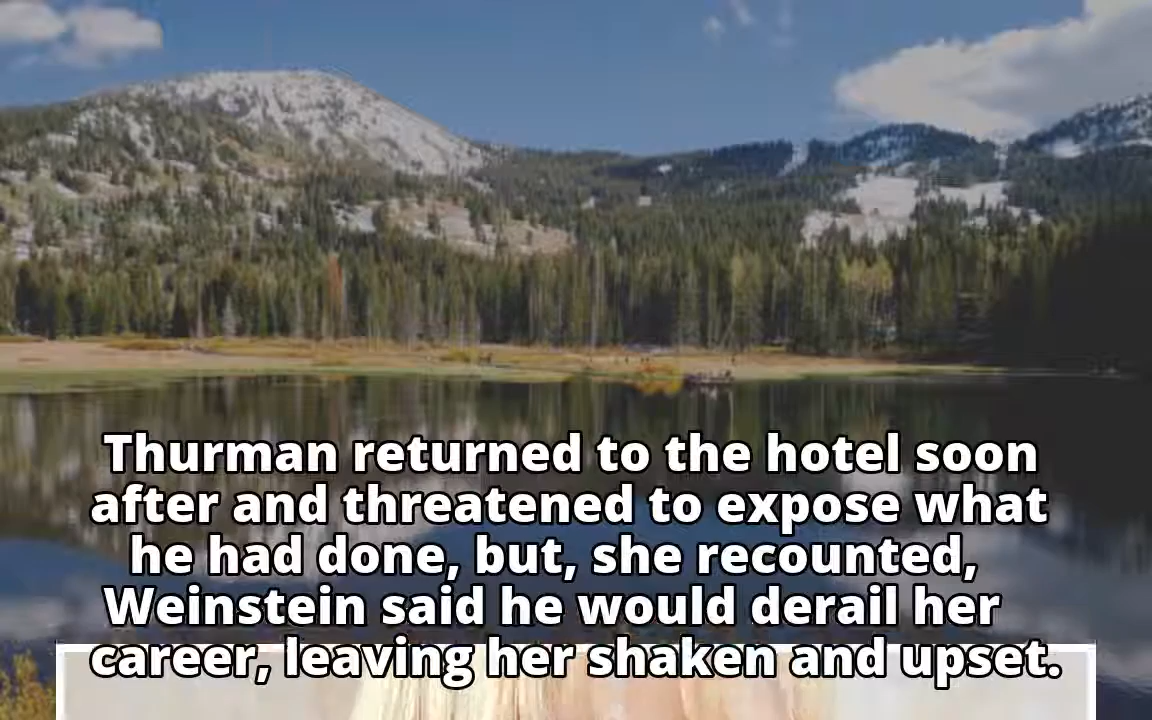 Thurman returned to the hotel soon
after and threatened to expose what
he had done, but, she recounted,
Weinstein said he would derail her
career, leaving her shaken and upset.